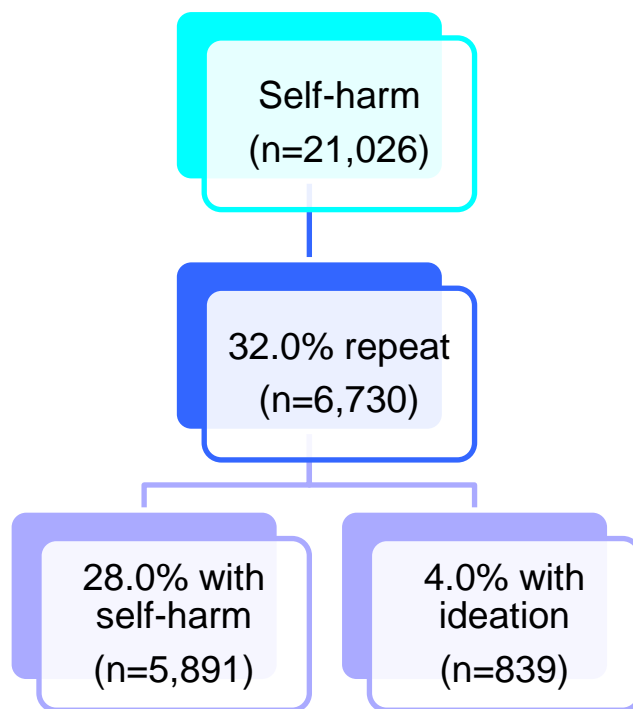 Self-harm
(n=21,026)
32.0% repeat
(n=6,730)
28.0% with
self-harm
(n=5,891)
4.0% with
ideation
(n=839)